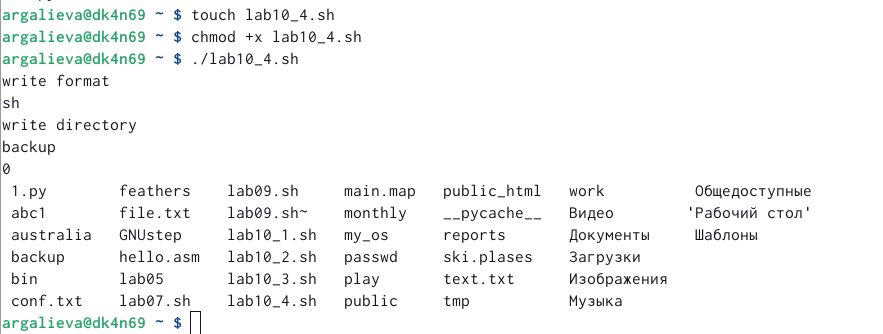 argalieva@dk4n69 ~ $ touch lab10_4.sh
argalieva@dk4n69 ~ $ chmod +x lab10_4.sh
argalieva@dk4n69 ~ $ ./lab10_4.sh
write format
sh
write directory
backup
0
1.py feathers lab09.sh main.map public_html work Общедоступные
abc1 file.txt lab09.sh~ monthly __pycache__ Видео 'Рабочий стол'
australia GNUstep lab10_1.sh my_os reports Документы Шаблоны
backup hello.asm lab10_2.sh passwd ski.plases Загрузки
bin lab05 lab10_3.sh play text.txt Изображения
conf.txt lab07.sh lab10_4.sh public tmp Музыка
argalieva@dk4n69 ~ $